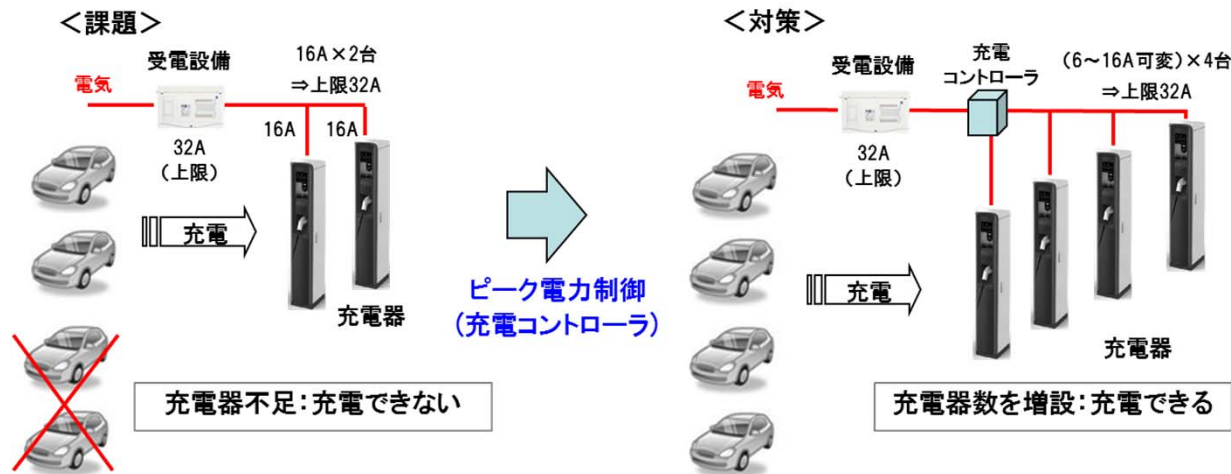 ＜課題＞
受電設備
16A×2台
⇒上限32A
電気
16A
16A
32A
（上限）
充電
充電器
充電器不足：充電できない
ピーク電力制御
（充電コントローラ）
＜対策＞
受電設備
充電
コントローラ
（6～16A可変）×4台
⇒上限32A
電気
32A
（上限）
充電
充電器
充電器数を増設：充電できる